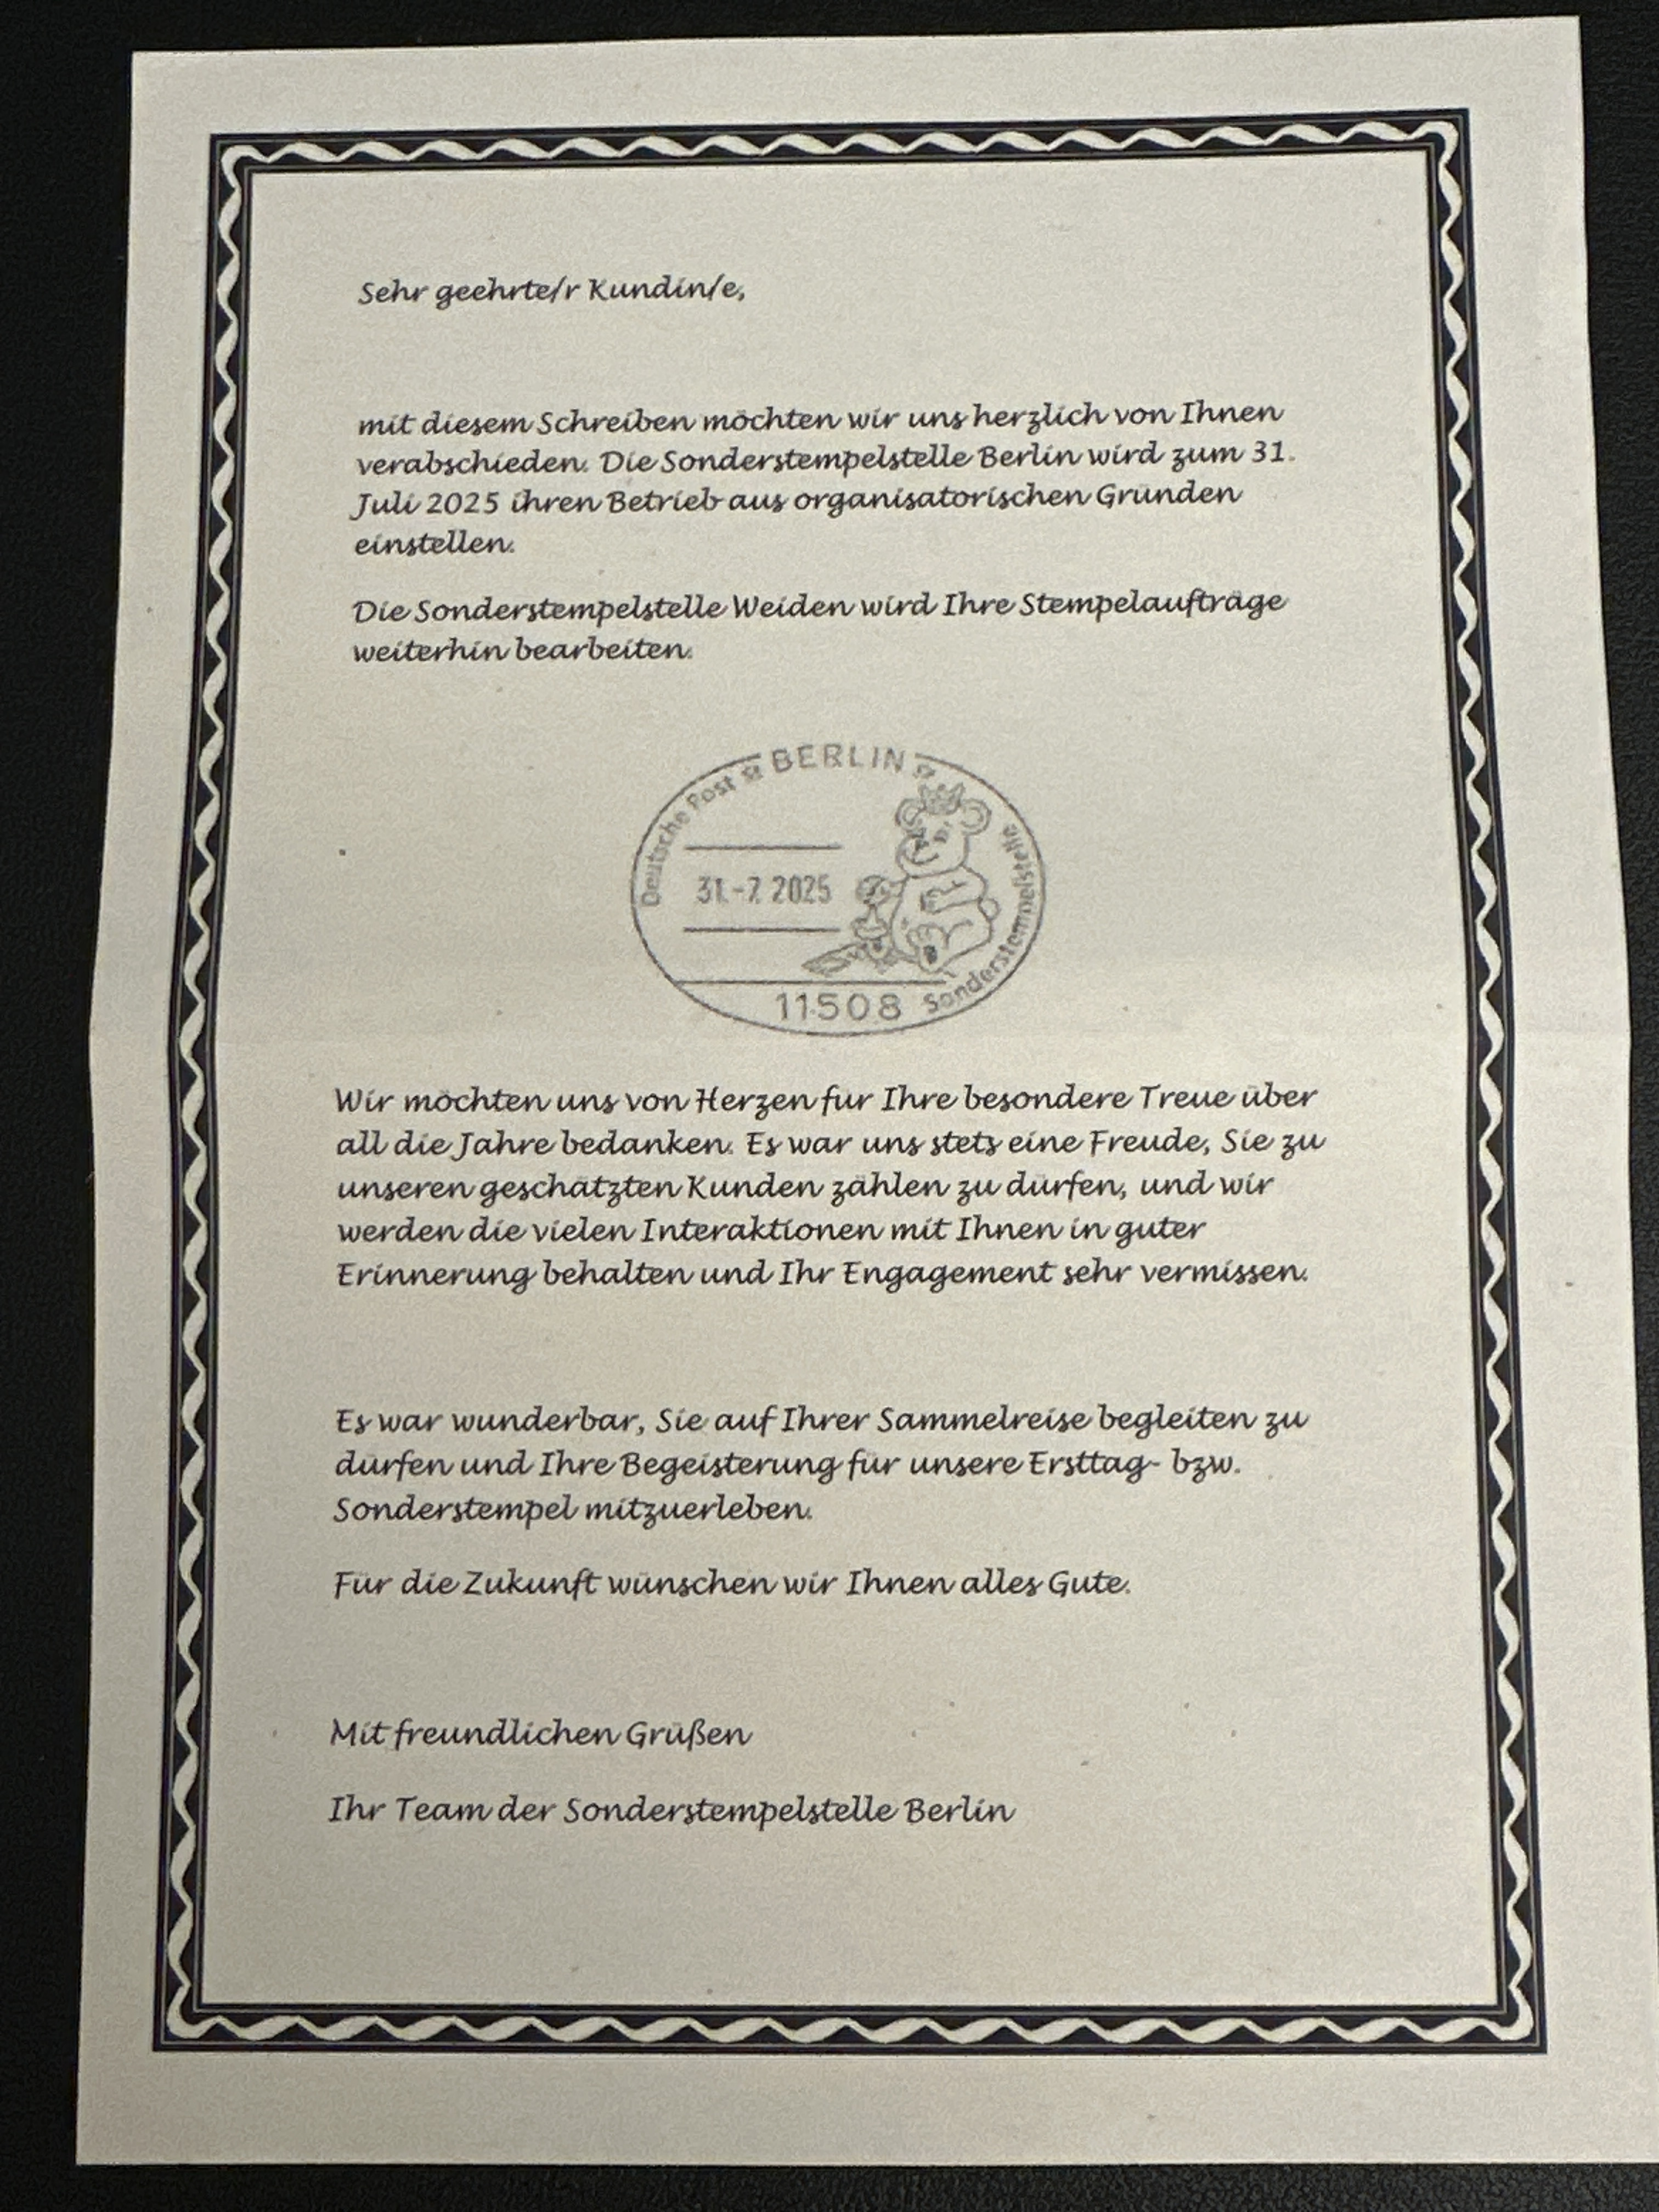 Sehr geehrte/r Kundin/e,
mit diesem Schreiben möchten wir uns herzlich von Ihnen
verabschieden. Die Sonderstempelstelle Berlin wird zum 31.
Juli 2025 ihren Betrieb aus organisatorischen Gründen
einstellen.
Die Sonderstempelstelle Weiden wird Ihre Stempelaufträge
weiterhin bearbeiten.
Deutsche Post
BERLIN
31.-7. 2025
Sonderstempelstelle
11508
Wir möchten uns von Herzen für Ihre besondere Treue über
all die Jahre bedanken. Es war uns stets eine Freude, Sie zu
unseren geschätzten Kunden zählen zu dürfen, und wir
werden die vielen Interaktionen mit Ihnen in guter
Erinnerung behalten und Ihr Engagement sehr vermissen.
Es war wunderbar, Sie auf Ihrer Sammelreise begleiten zu
dürfen und Ihre Begeisterung für unsere Ersttag- bzw.
Sonderstempel mitzuerleben.
Für die Zukunft wünschen wir Ihnen alles Gute.
Mit freundlichen Grüßen
Ihr Team der Sonderstempelstelle Berlin